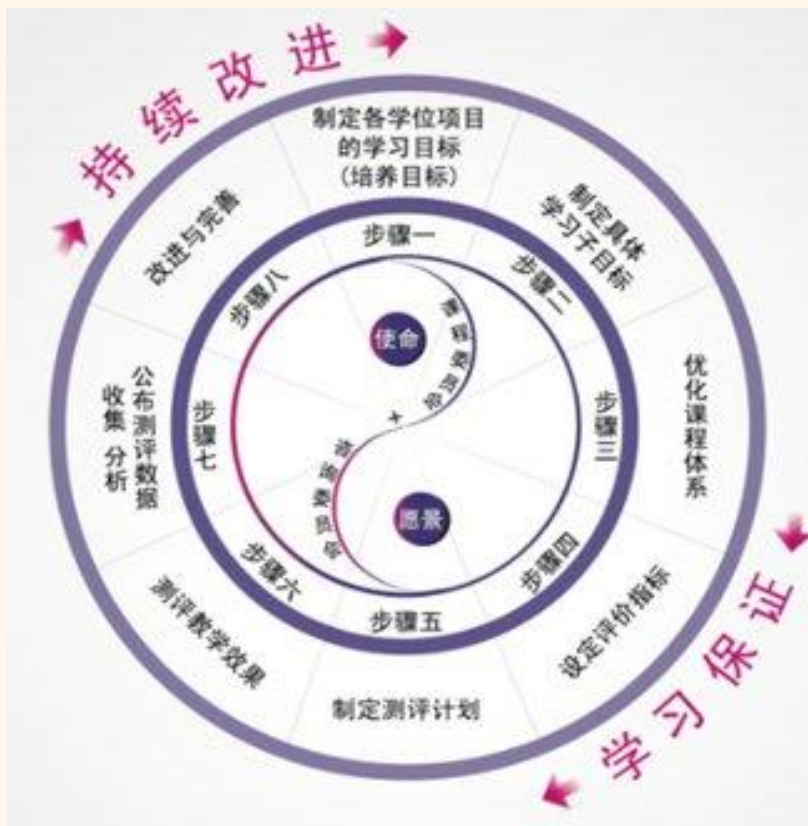 持续改进
制定各学位项目
的学习目标
(培养目标)
步骤一
制定具体
学习子目标
步骤二
优化课程体系
步骤三
设定评价指标
步骤四
制定测评计划
步骤五
测评教学效果
步骤六
公布测评数据
收集 分析
步骤七
改进与完善
步骤八
使命
+
愿景
学习保证